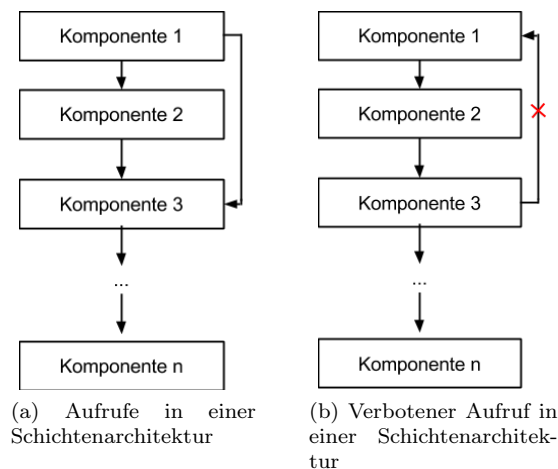 Komponente 1
Komponente 2
Komponente 3
...
Komponente n
(a) Aufrufe in einer
Schichtenarchitektur
Komponente 1
Komponente 2
Komponente 3
...
Komponente n
(b) Verbotener Aufruf in
einer Schichtenarchitek-
tur